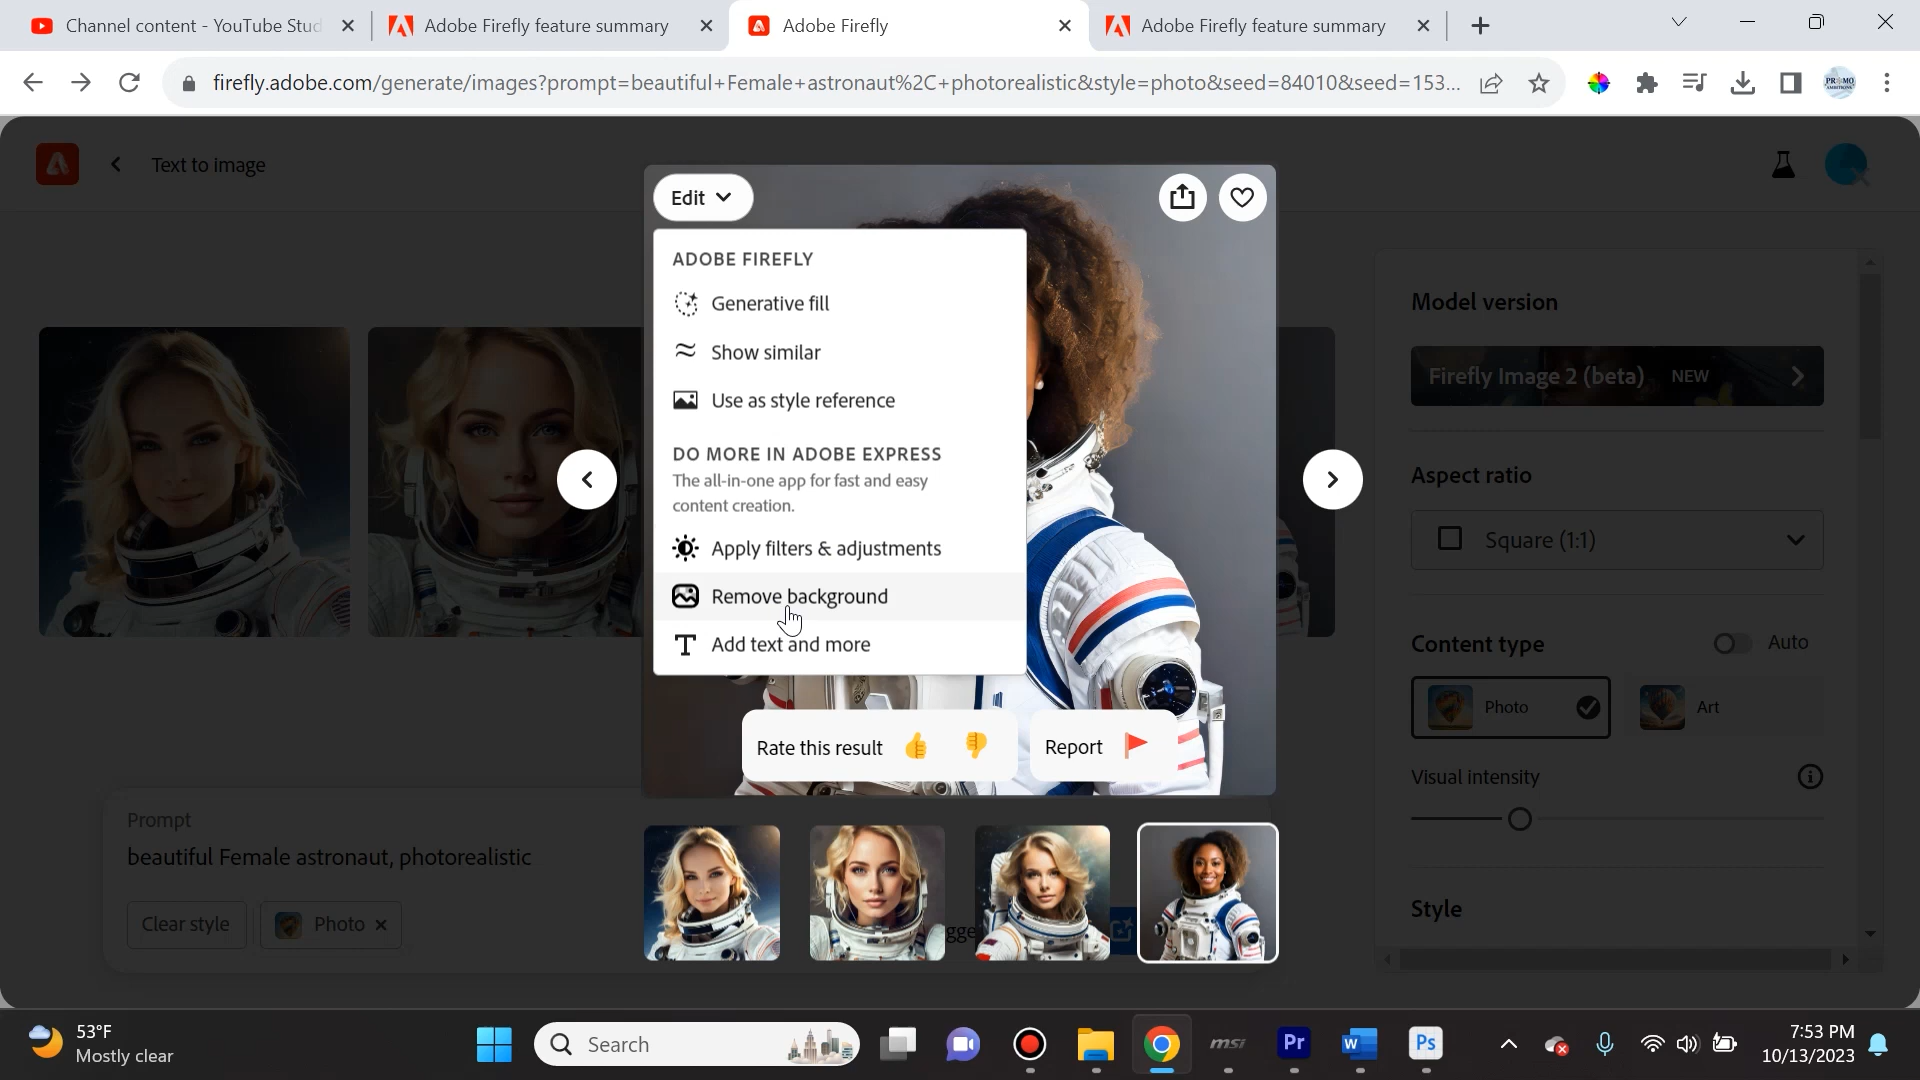 Channel content - YouTube Stud
Adobe Firefly feature summary
Adobe Firefly
Adobe Firefly feature summary
firefly.adobe.com/generate/images?prompt=beautiful+Female+astronaut%2C+photorealistic&style=photo&seed=84010&seed=153...
Text to image
Edit
ADOBE FIREFLY
Generative fill
Show similar
Use as style reference
DO MORE IN ADOBE EXPRESS
The all-in-one app for fast and easy
content creation.
Apply filters & adjustments
Remove background
Add text and more
Rate this result
Report
Model version
Firefly Image 2 (beta) NEW
Aspect ratio
Square (1:1)
Content type
Auto
Photo
Art
Visual intensity
Style
Prompt
beautiful Female astronaut, photorealistic
Clear style
Photo
53°F
Mostly clear
Search
msi
Pr
W
Ps
7:53 PM
10/13/2023